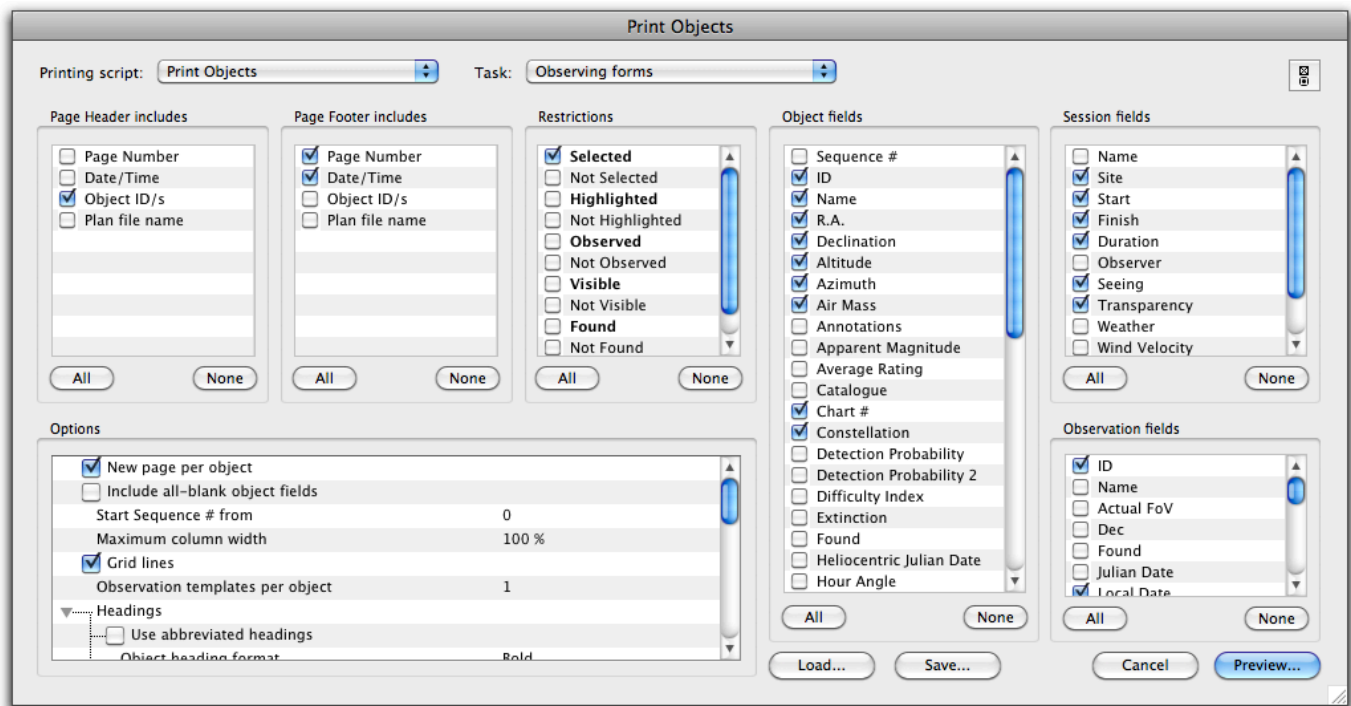 Print Objects
Printing script: Print Objects
Task: Observing forms
Page Header includes
Page Number
Date/Time
Object ID/s
Plan file name
All
None
Page Footer includes
Page Number
Date/Time
Object ID/s
Plan file name
All
None
Restrictions
Selected
Not Selected
Highlighted
Not Highlighted
Observed
Not Observed
Visible
Not Visible
Found
Not Found
All
None
Object fields
Sequence #
ID
Name
R.A.
Declination
Altitude
Azimuth
Air Mass
Annotations
Apparent Magnitude
Average Rating
Catalogue
Chart #
Constellation
Detection Probability
Detection Probability 2
Difficulty Index
Extinction
Found
Heliocentric Julian Date
Hour Angle
All
None
Session fields
Name
Site
Start
Finish
Duration
Observer
Seeing
Transparency
Weather
Wind Velocity
All
None
Options
New page per object
Include all-blank object fields
Start Sequence # from 0
Maximum column width 100 %
Grid lines
Observation templates per object 1
Headings
Use abbreviated headings
Object heading format Bold
Observation fields
ID
Name
Actual FoV
Dec
Found
Julian Date
Local Date
All
None
Load...
Save...
Cancel
Preview...